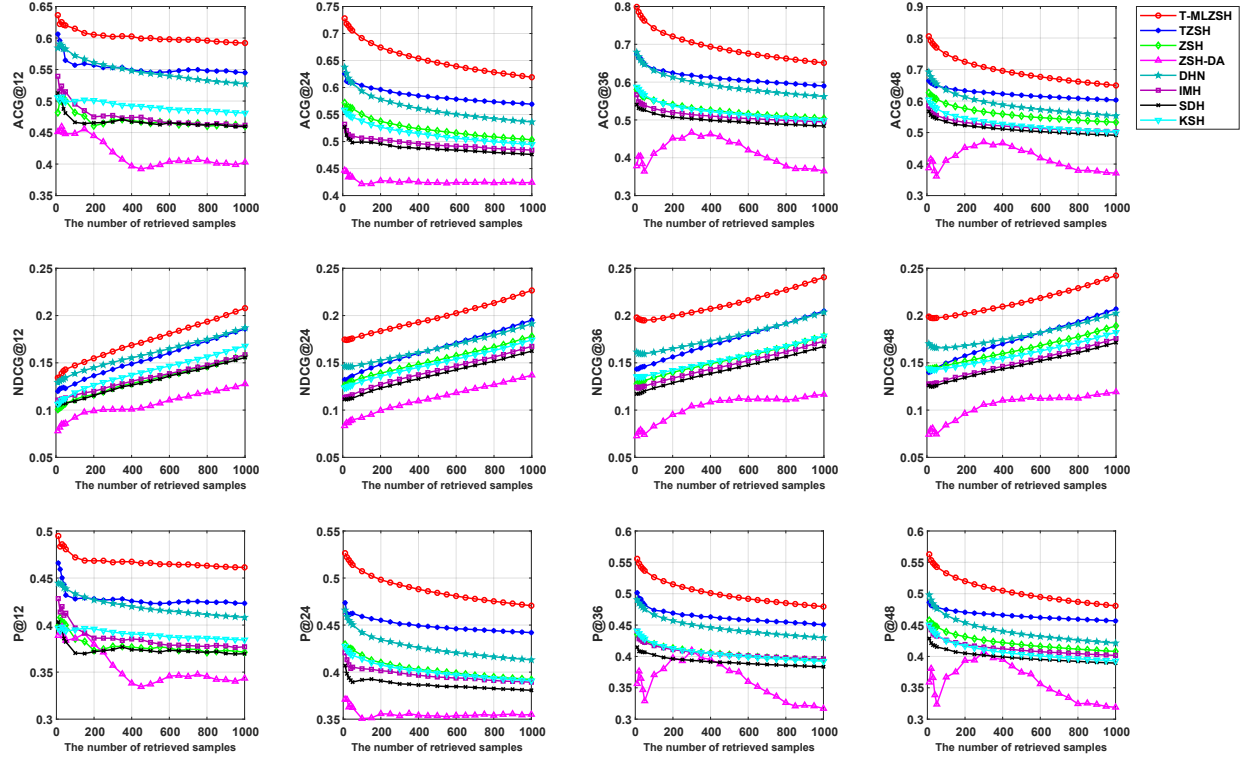 0.65
0.6
0.55
0.5
0.45
0.4
0.35
ACG@12
0 200 400 600 800 1000
The number of retrieved samples
0.75
0.7
0.65
0.6
0.55
0.5
0.45
0.4
ACG@24
0 200 400 600 800 1000
The number of retrieved samples
0.8
0.7
0.6
0.5
0.4
0.3
ACG@36
0 200 400 600 800 1000
The number of retrieved samples
0.9
0.8
0.7
0.6
0.5
0.4
0.3
ACG@48
0 200 400 600 800 1000
The number of retrieved samples
T-MLZSH
TZSH
ZSH
ZSH-DA
DHN
IMH
SDH
KSH
0.25
0.2
0.15
0.1
0.05
NDCG@12
0 200 400 600 800 1000
The number of retrieved samples
0.25
0.2
0.15
0.1
0.05
NDCG@24
0 200 400 600 800 1000
The number of retrieved samples
0.25
0.2
0.15
0.1
0.05
NDCG@36
0 200 400 600 800 1000
The number of retrieved samples
0.25
0.2
0.15
0.1
0.05
NDCG@48
0 200 400 600 800 1000
The number of retrieved samples
0.5
0.45
0.4
0.35
0.3
P@12
0 200 400 600 800 1000
The number of retrieved samples
0.55
0.5
0.45
0.4
0.35
P@24
0 200 400 600 800 1000
The number of retrieved samples
0.6
0.55
0.5
0.45
0.4
0.35
0.3
P@36
0 200 400 600 800 1000
The number of retrieved samples
0.6
0.55
0.5
0.45
0.4
0.35
0.3
P@48
0 200 400 600 800 1000
The number of retrieved samples